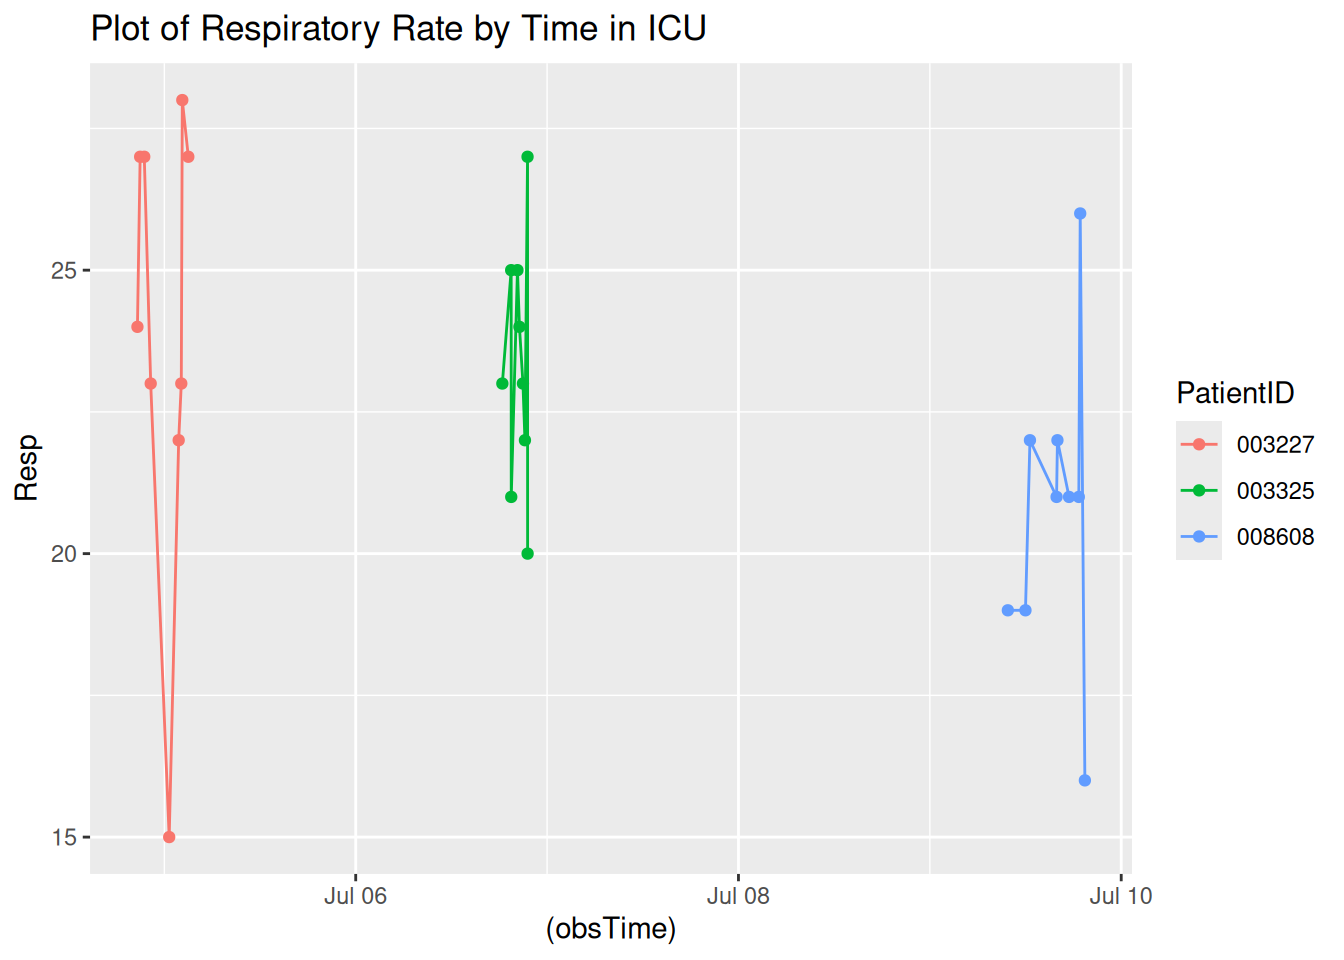 Plot of Respiratory Rate by Time in ICU
Resp
25
20
15
Jul 06
Jul 08
Jul 10
(obsTime)
PatientID
003227
003325
008608